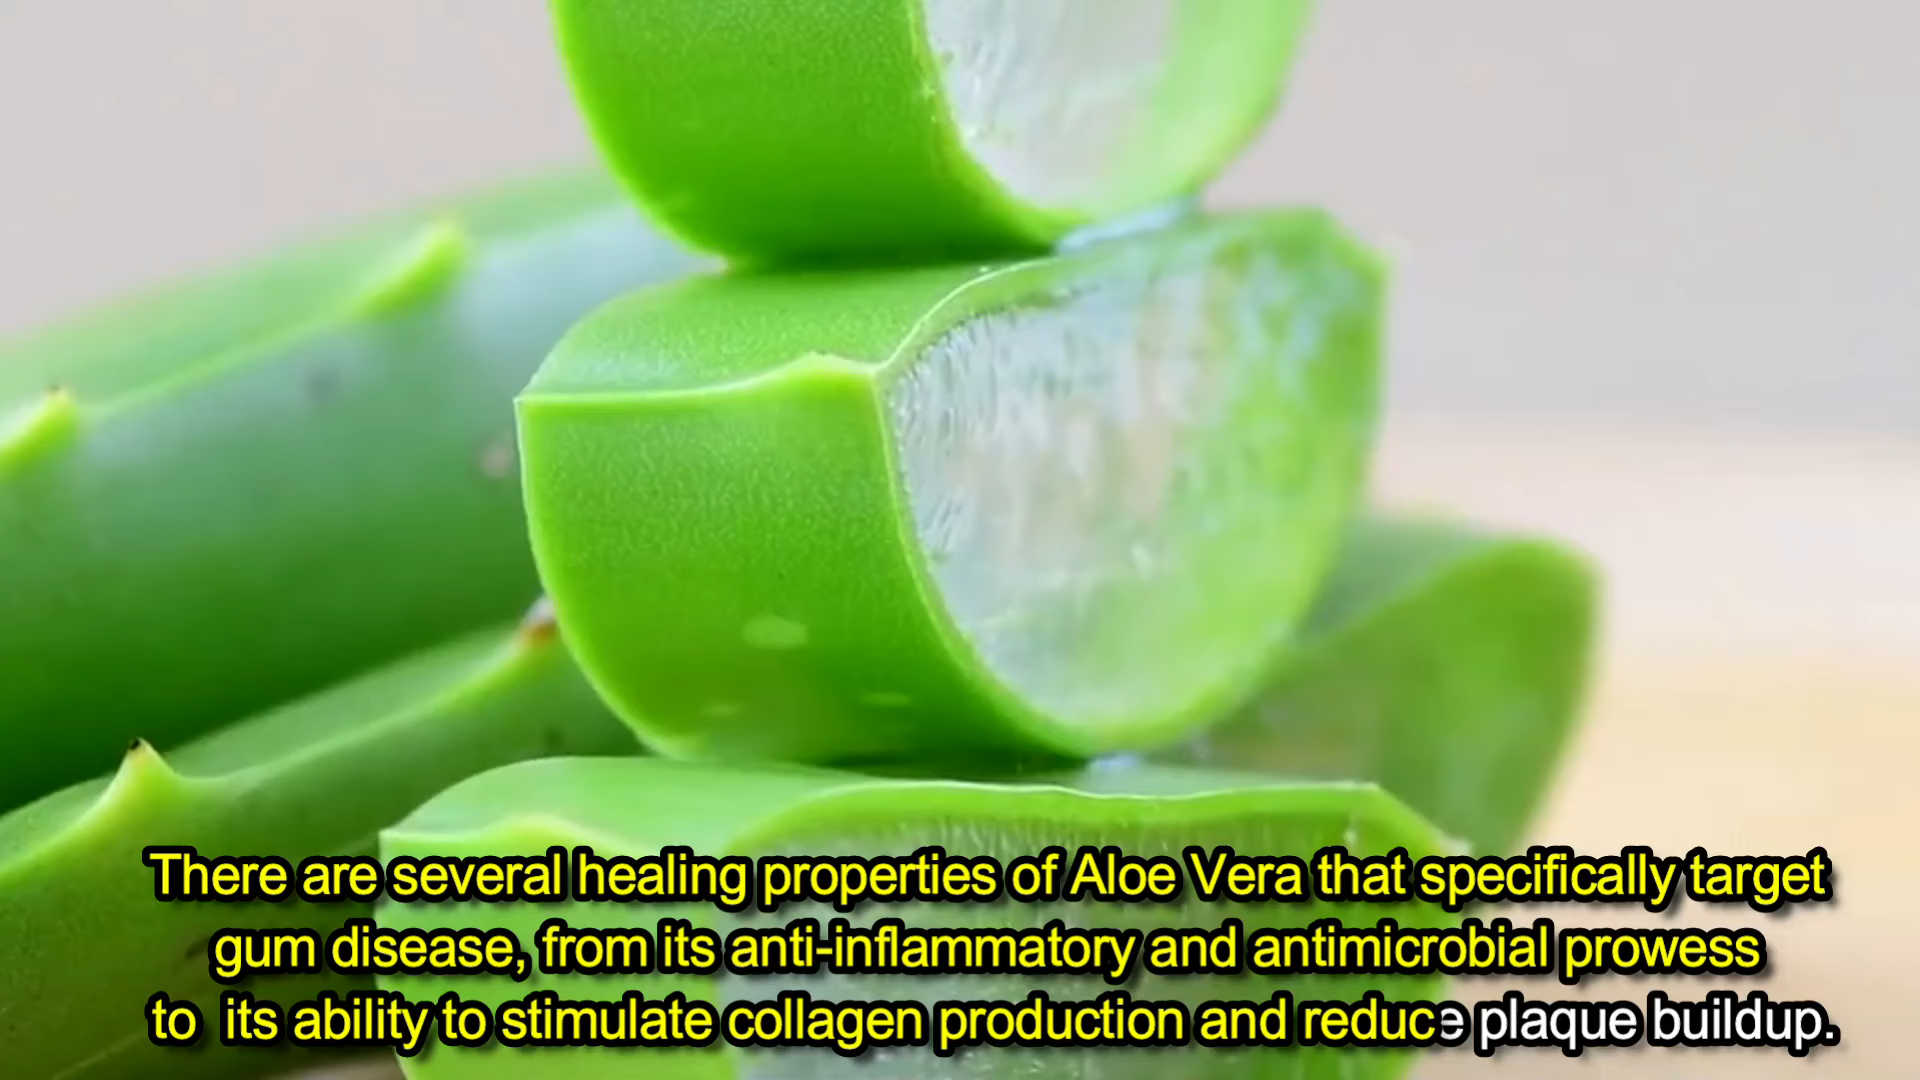 There are several healing properties of Aloe Vera that specifically target
gum disease, from its anti-inflammatory and antimicrobial prowess
to its ability to stimulate collagen production and reduce plaque buildup.